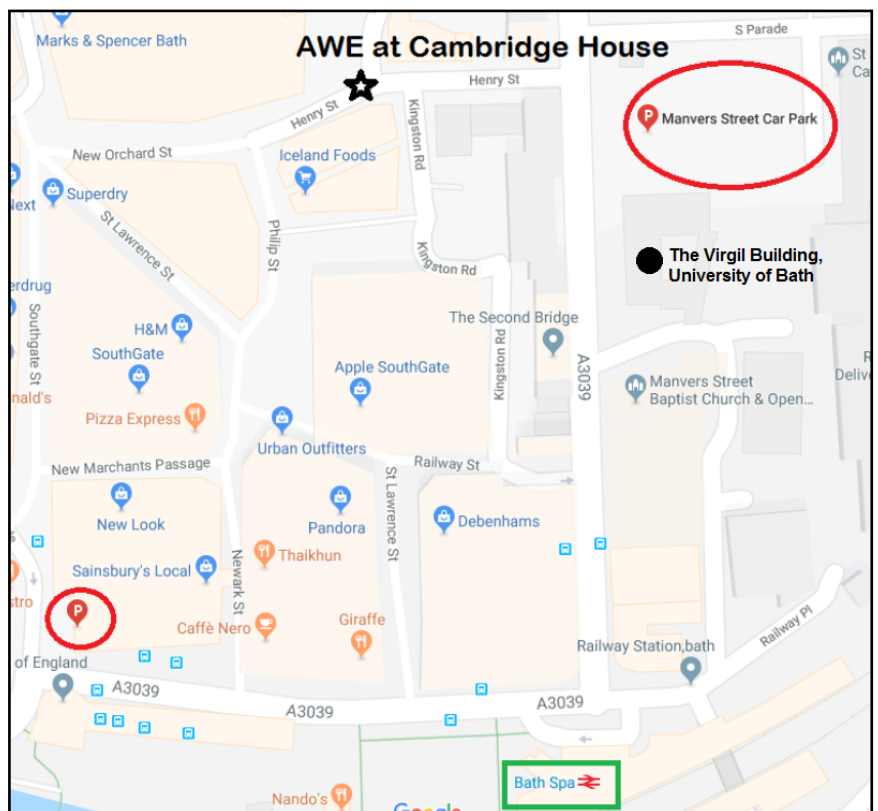 S Parade
Marks & Spencer Bath
AWE at Cambridge House
St
Ca
Henry St
Henry St
P
Manvers Street Car Park
Kingston Rd
New Orchard St
Iceland Foods
Next
Superdry
St Lawrence St
Philip St
Kingston Rd
The Virgil Building,
University of Bath
erdrug
Southgate St
H&M
The Second Bridge
SouthGate
Kingston Rd
A3039
Apple SouthGate
R
Deliv
nald's
Manvers Street
Baptist Church & Open...
Pizza Express
Urban Outfitters
New Marchants Passage
Railway St
St Lawrence St
New Look
Pandora
Debenhams
Thaikhun
Sainsbury's Local
Newark St
stro
P
Caffè Nero
Giraffe
Railway Pl
Railway Station,bath
of England
A3039
A3039
A3039
Bath Spa
Nando's
Google